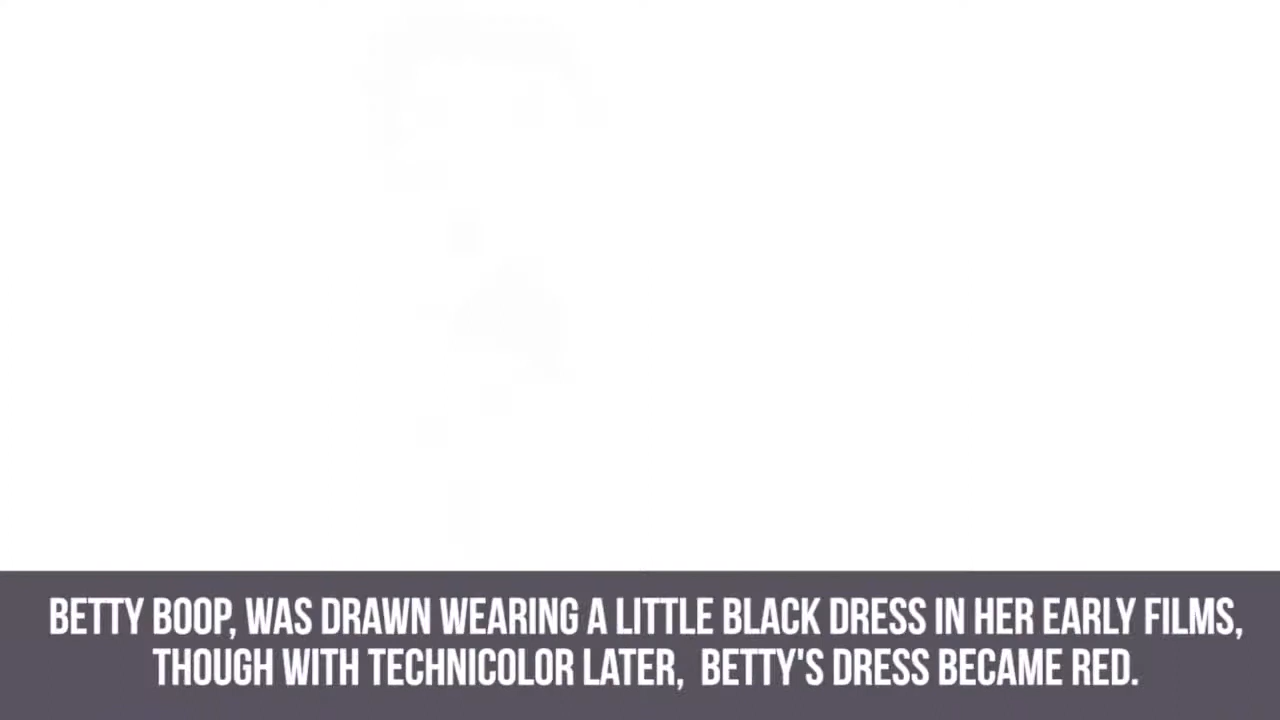 BETTY BOOP, WAS DRAWN WEARING A LITTLE BLACK DRESS IN HER EARLY FILMS,
THOUGH WITH TECHNICOLOR LATER,  BETTY'S DRESS BECAME RED.